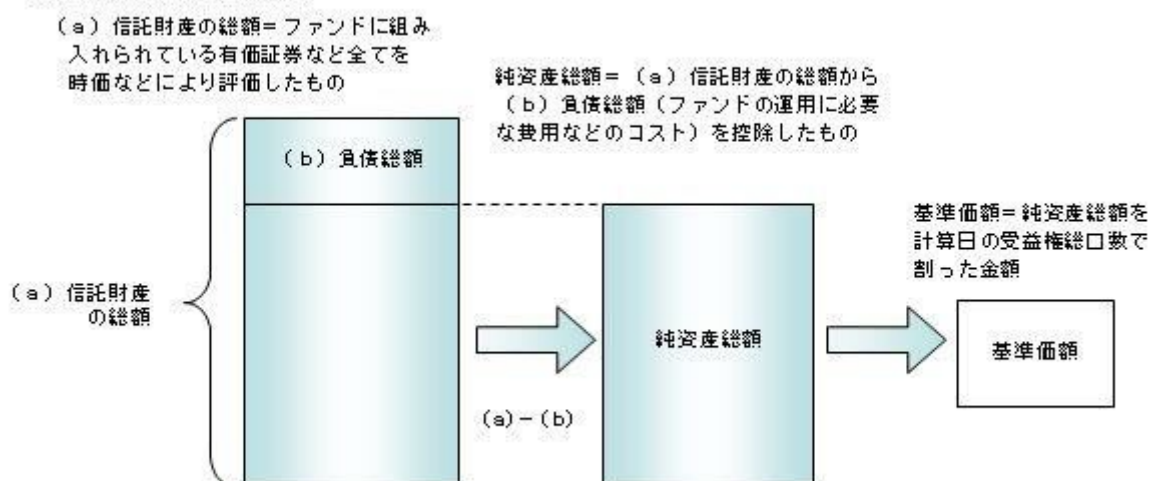 (a)信託財産の総額=ファンドに組み
入れられている有価証券など全てを
時価などにより評価したもの
純資産総額=(a)信託財産の総額から
(b)負債総額(ファンドの運用に必要
な費用などのコスト)を控除したもの
(b)負債総額
基準価額=純資産総額を
計算日の受益権総口数で
割った金額
(a)信託財産
の総額
純資産総額
基準価額
(a)-(b)